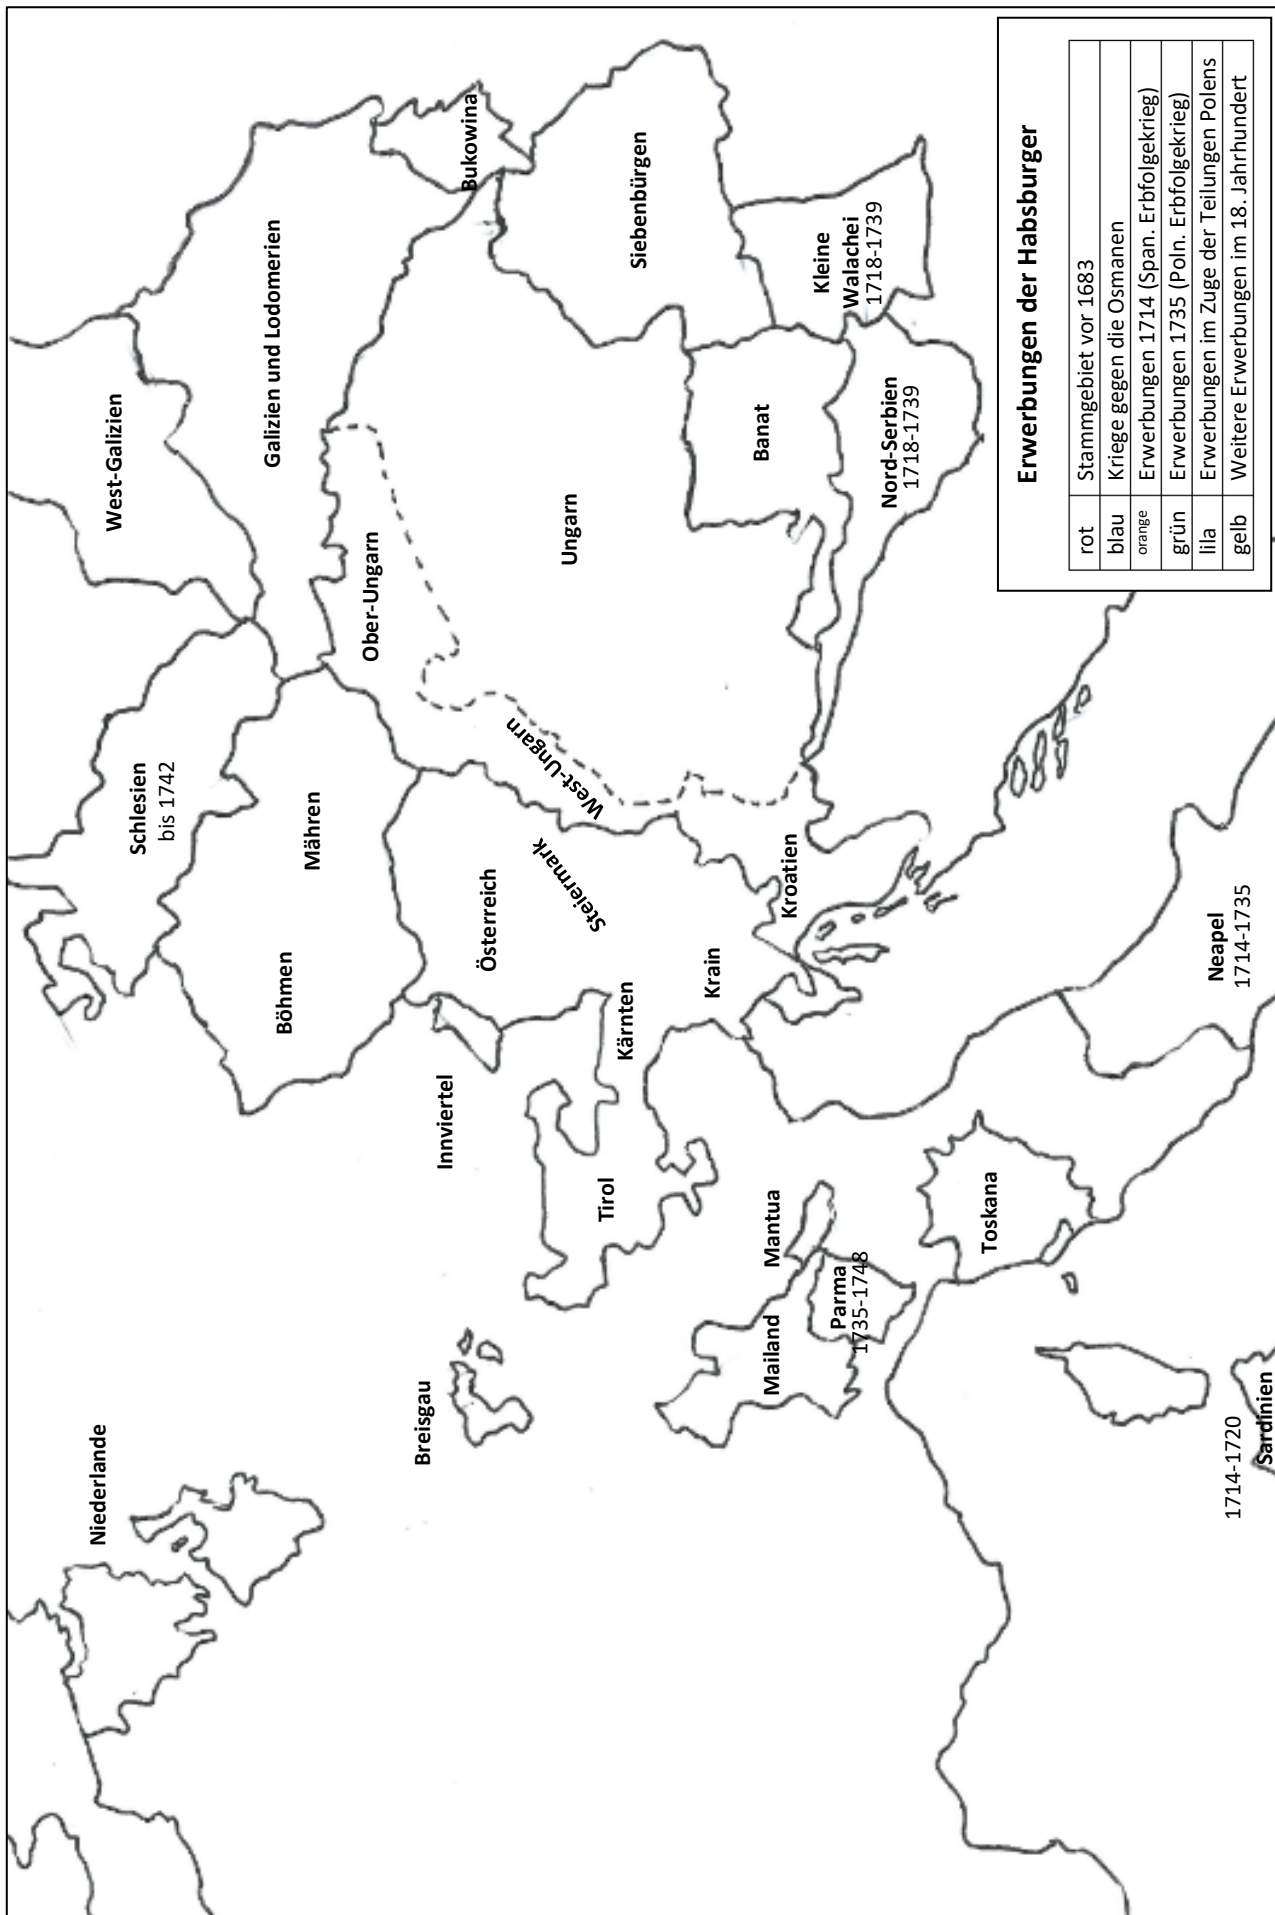 Niederlande
Breisgau
Schlesien
bis 1742
West-Galizien
Böhmen
Mähren
Galizien und Lodomerien
Bukowina
Innviertel
Österreich
Ober-Ungarn
Tirol
Kärnten
Steiermark
West-Ungarn
Ungarn
Siebenbürgen
Krain
Mailand
Mantua
Kroatien
Banat
Parma
1735-1748
Nord-Serbien
1718-1739
Kleine
Walachei
1718-1739
Toskana
Neapel
1714-1735
1714-1720
Sardinien
Erwerbungen der Habsburger
rot Stammgebiet vor 1683
blau Kriege gegen die Osmanen
orange Erwerbungen 1714 (Span. Erbfolgekrieg)
grün Erwerbungen 1735 (Poln. Erbfolgekrieg)
lila Erwerbungen im Zuge der Teilungen Polens
gelb Weitere Erwerbungen im 18. Jahrhundert